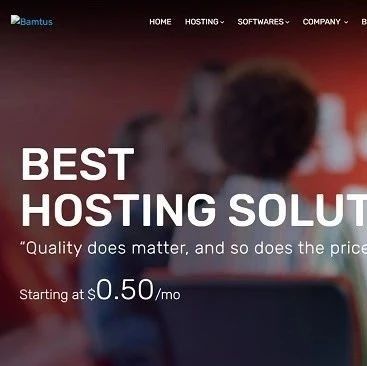 Bamtus
HOME HOSTING SOFTWARES COMPANY B
BEST
HOSTING SOLUT
“Quality does matter, and so does the price
Starting at $0.50/mo